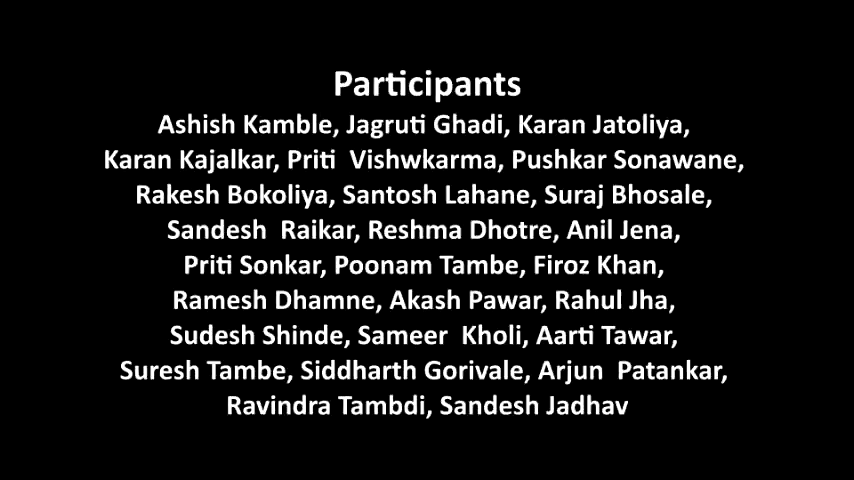 Participants
Ashish Kamble, Jagruti Ghadi, Karan Jatoliya,
Karan Kajalkar, Priti  Vishwkarma, Pushkar Sonawane,
Rakesh Bokoliya, Santosh Lahane, Suraj Bhosale,
Sandesh  Raikar, Reshma Dhotre, Anil Jena,
Priti Sonkar, Poonam Tambe, Firoz Khan,
Ramesh Dhamne, Akash Pawar, Rahul Jha,
Sudesh Shinde, Sameer  Kholi, Aarti Tawar,
Suresh Tambe, Siddharth Gorivale, Arjun  Patankar,
Ravindra Tambdi, Sandesh Jadhav